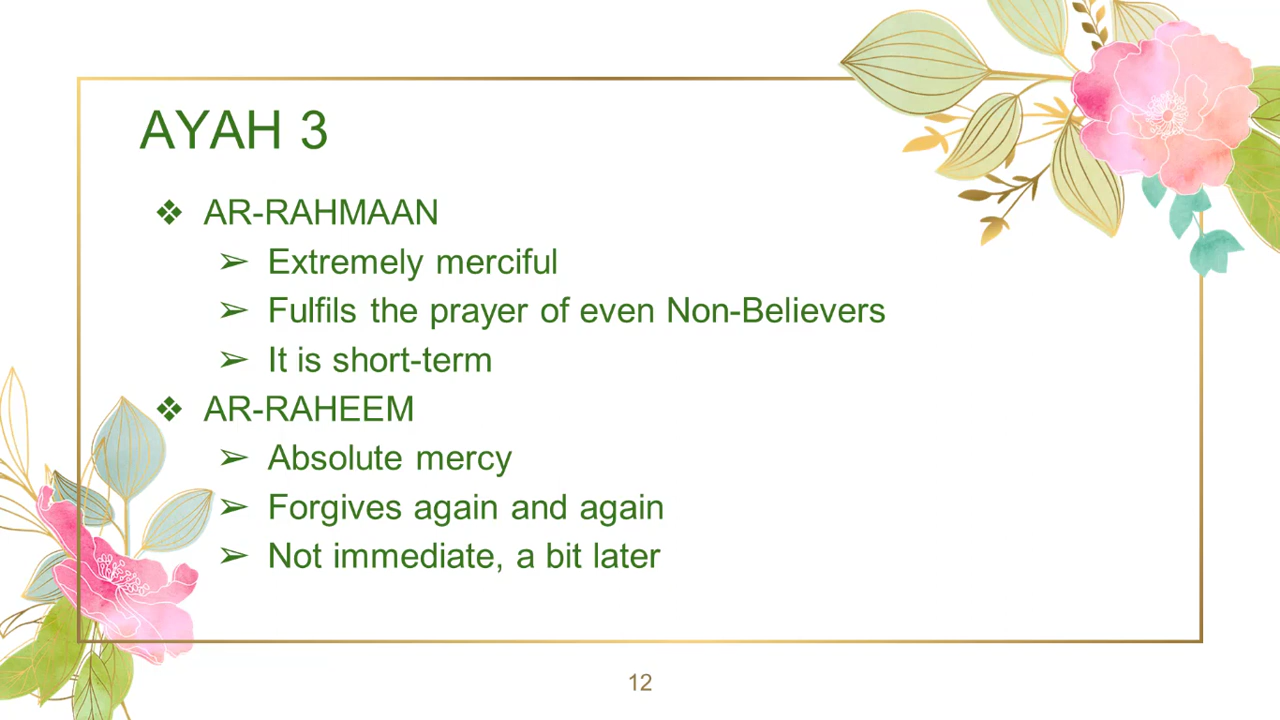 AYAH 3
❖ AR-RAHMAAN
➢ Extremely merciful
➢ Fulfils the prayer of even Non-Believers
➢ It is short-term
❖ AR-RAHEEM
➢ Absolute mercy
➢ Forgives again and again
➢ Not immediate, a bit later
12